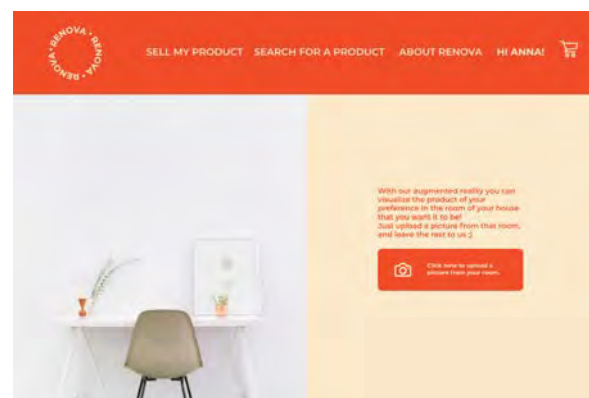 RENOVA • RENOVA • RENOVA •
SELL MY PRODUCT SEARCH FOR A PRODUCT ABOUT RENOVA HI ANNA!
With our augmented reality you can
visualize the product of your
preference in the room of your house
that you want it to be!
Just upload a picture from that room,
and leave the rest to us ;)
Click here to upload a
picture from your room.